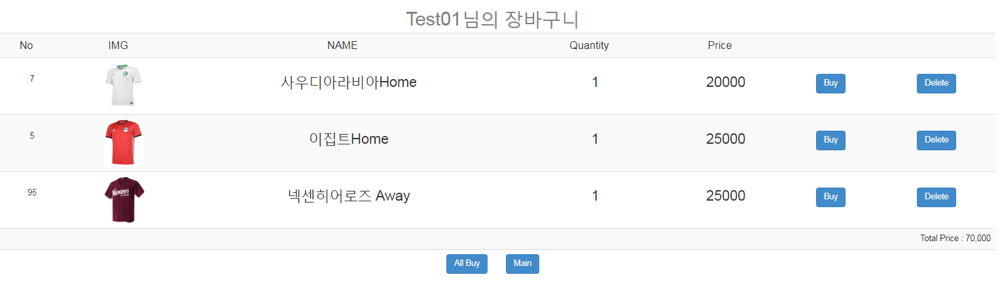 Test01님의 장바구니
No IMG NAME Quantity Price
7 사우디아라비아Home 1 20000 Buy Delete
5 이집트Home 1 25000 Buy Delete
95 Nexen 넥센히어로즈 Away 1 25000 Buy Delete
Total Price : 70,000
All Buy Main